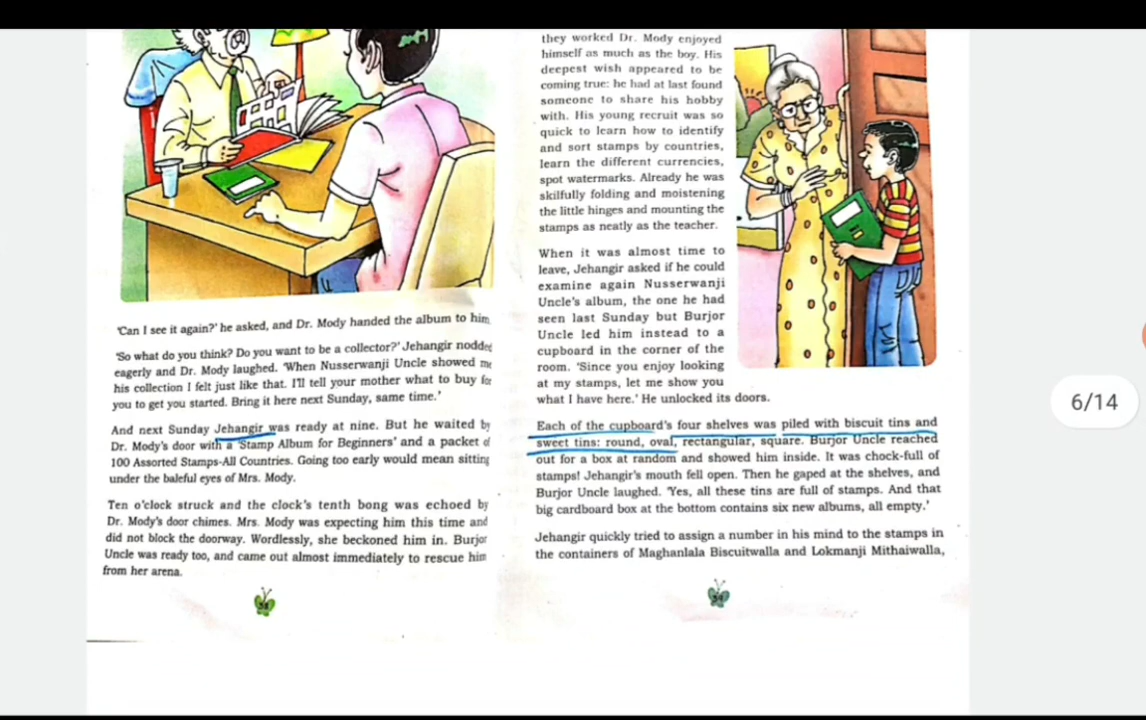 'Can I see it again?' he asked, and Dr. Mody handed the album to him
'So what do you think? Do you want to be a collector?' Jehangir nodded
eagerly and Dr. Mody laughed. 'When Nusserwanji Uncle showed me
his collection I felt just like that. I'll tell your mother what to buy for
you to get you started. Bring it here next Sunday, same time.'
And next Sunday Jehangir was ready at nine. But he waited by
Dr. Mody's door with a 'Stamp Album for Beginners' and a packet of
100 Assorted Stamps-All Countries. Going too early would mean sitting
under the baleful eyes of Mrs. Mody.
Ten o'clock struck and the clock's tenth bong was echoed by
Dr. Mody's door chimes. Mrs. Mody was expecting him this time and
did not block the doorway. Wordlessly, she beckoned him in. Burjor
Uncle was ready too, and came out almost immediately to rescue him
from her arena.
they worked Dr. Mody enjoyed
himself as much as the boy. His
deepest wish appeared to be
coming true: he had at last found
someone to share his hobby
with. His young recruit was so
quick to learn how to identify
and sort stamps by countries,
learn the different currencies,
spot watermarks. Already he was
skilfully folding and moistening
the little hinges and mounting the
stamps as neatly as the teacher.
When it was almost time to
leave, Jehangir asked if he could
examine again Nusserwanji
Uncle's album, the one he had
seen last Sunday but Burjor
Uncle led him instead to a
cupboard in the corner of the
room. 'Since you enjoy looking
at my stamps, let me show you
what I have here.' He unlocked its doors.
Each of the cupboard's four shelves was piled with biscuit tins and
sweet tins: round, oval, rectangular, square. Burjor Uncle reached
out for a box at random and showed him inside. It was chock-full of
stamps! Jehangir's mouth fell open. Then he gaped at the shelves, and
Burjor Uncle laughed. 'Yes, all these tins are full of stamps. And that
big cardboard box at the bottom contains six new albums, all empty.'
Jehangir quickly tried to assign a number in his mind to the stamps in
the containers of Maghanlala Biscuitwalla and Lokmanji Mithaiwalla,
6/14